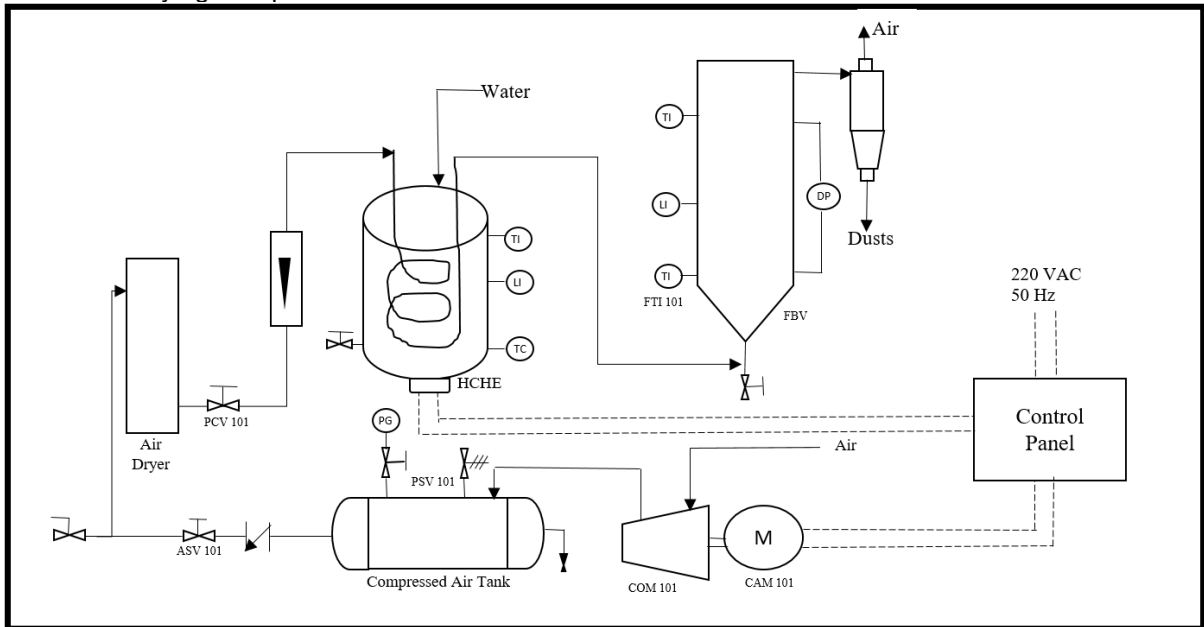 Air
Water
TI
LI
DP
TI
LI
Dusts
TI
FTI 101
FBV
220 VAC
50 Hz
TC
HCHE
PCV 101
Air
Dryer
PG
Control
Panel
Air
PSV 101
M
ASV 101
Compressed Air Tank
COM 101
CAM 101